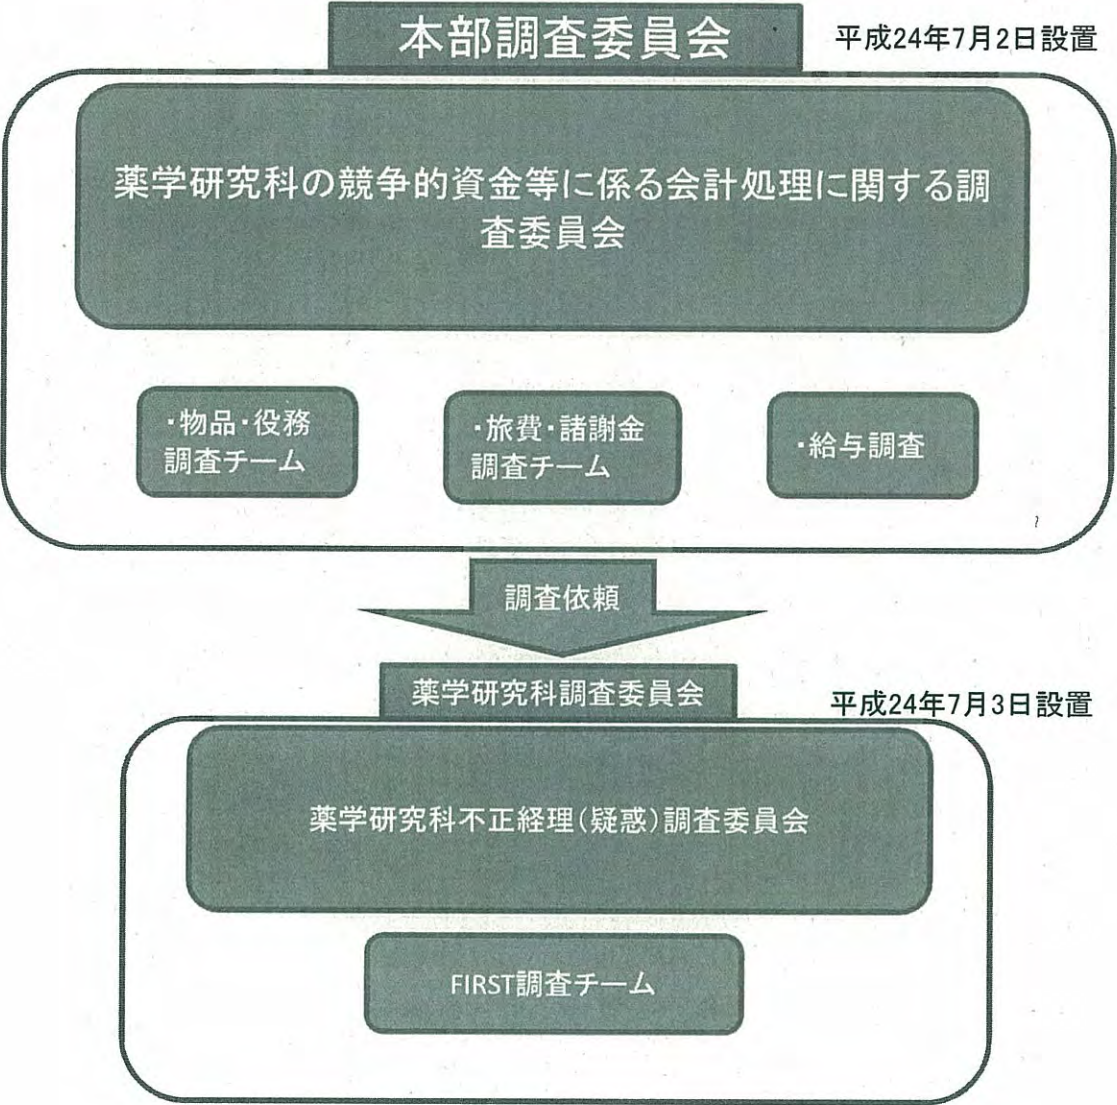 本部調査委員会
平成24年7月2日設置
薬学研究科の競争的資金等に係る会計処理に関する調
査委員会
・物品・役務
調査チーム
・旅費・諸謝金
調査チーム
・給与調査
調査依頼
薬学研究科調査委員会
平成24年7月3日設置
薬学研究科不正経理(疑惑)調査委員会
FIRST調査チーム